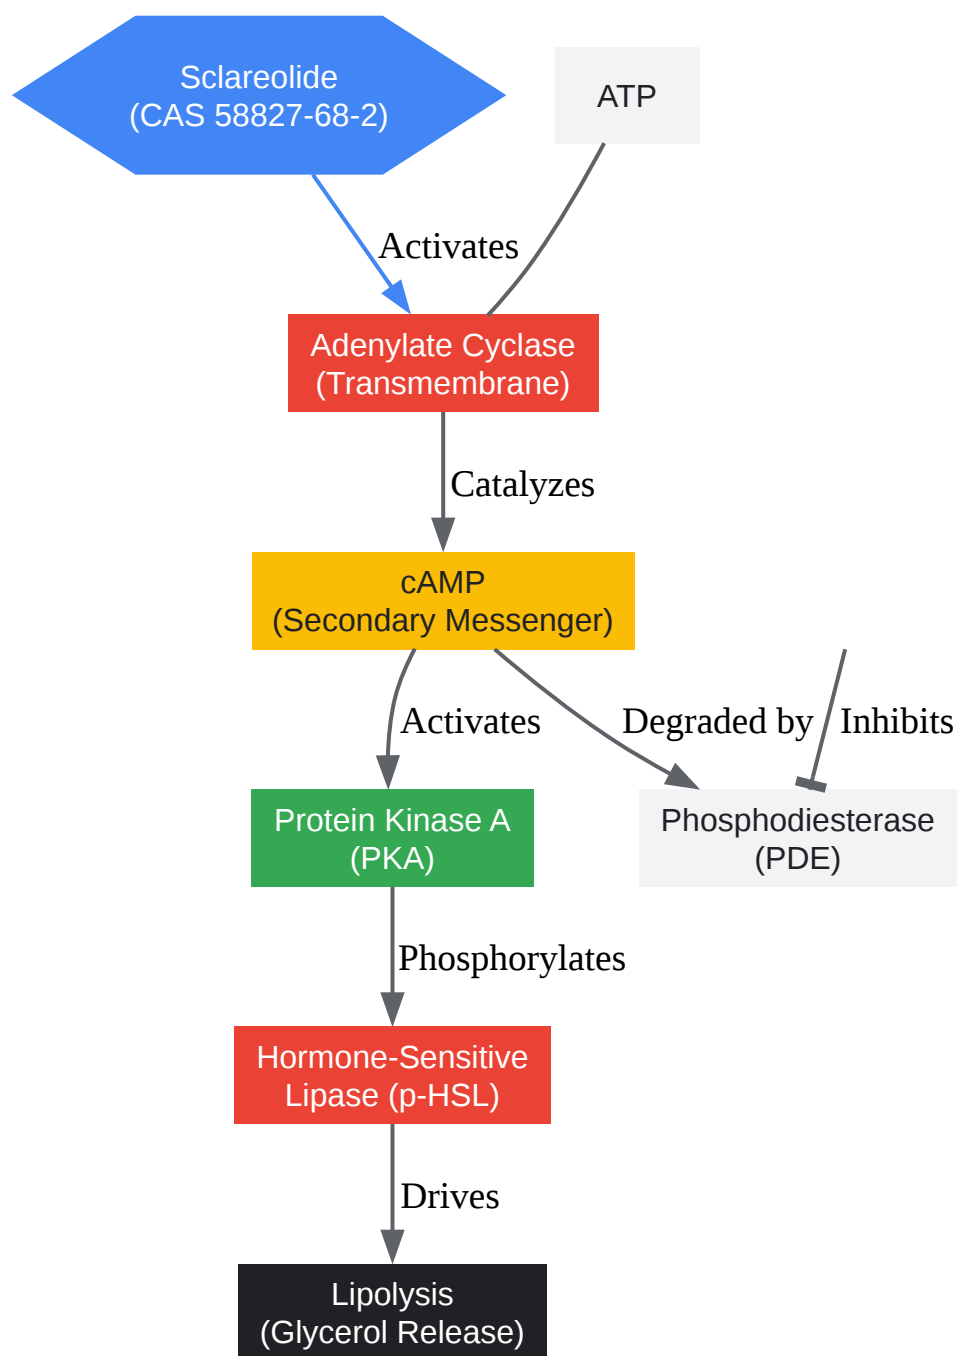 Sclareolide
(CAS 58827-68-2)
ATP
Activates
Adenylate Cyclase
(Transmembrane)
Catalyzes
cAMP
(Secondary Messenger)
Activates
Degraded by
Inhibits
Protein Kinase A
(PKA)
Phosphodiesterase
(PDE)
Phosphorylates
Hormone-Sensitive
Lipase (p-HSL)
Drives
Lipolysis
(Glycerol Release)